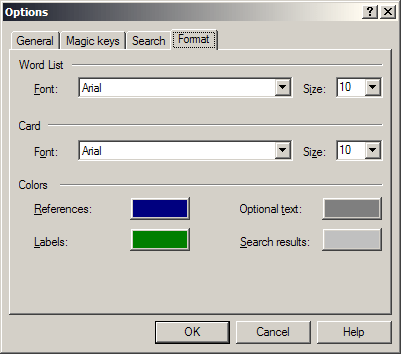 Options
General Magic keys Search Format
Word List
Font: Arial Size: 10
Card
Font: Arial Size: 10
Colors
References: Optional text:
Labels: Search results:
OK Cancel Help